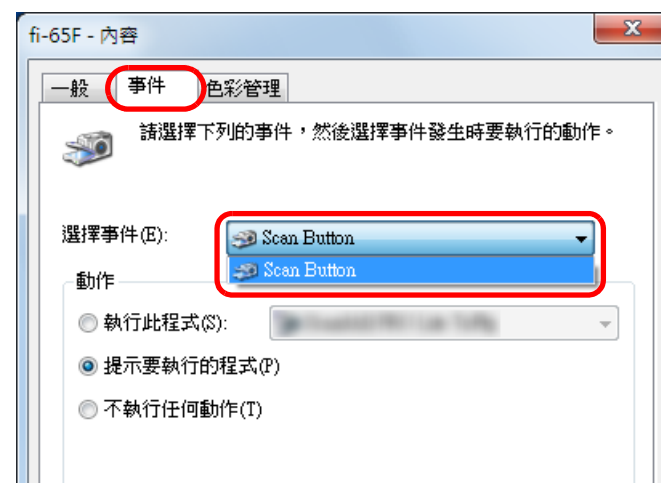 fi-65F - 內容
一般 事件 色彩管理
請選擇下列的事件，然後選擇事件發生時要執行的動作。
選擇事件(E): Scan Button
Scan Button
動作
執行此程式(S):
提示要執行的程式(P)
不執行任何動作(T)